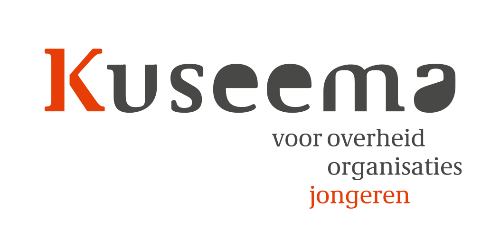 Kuseema
voor overheid
organisaties
jongeren